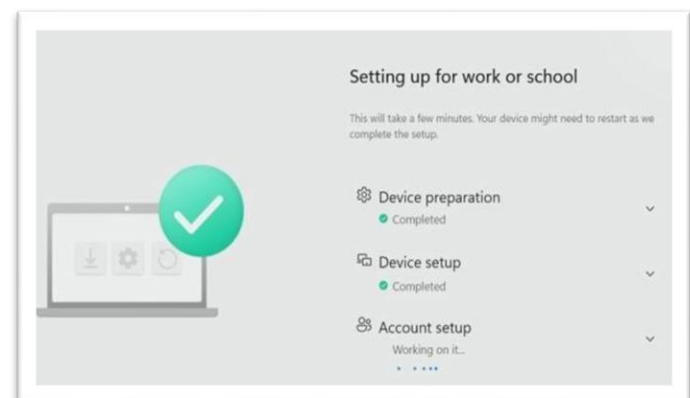 Setting up for work or school
This will take a few minutes. Your device might need to restart as we
complete the setup.
Device preparation
Completed
Device setup
Completed
Account setup
Working on it...